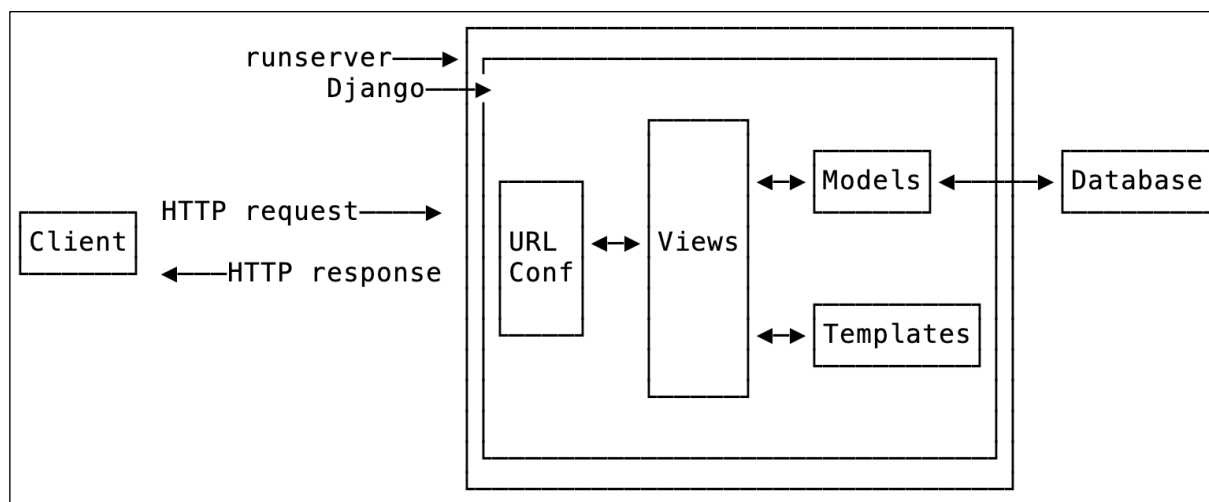 runserver
Django
HTTP request
Client
HTTP response
URL
Conf
Views
Models
Templates
Database